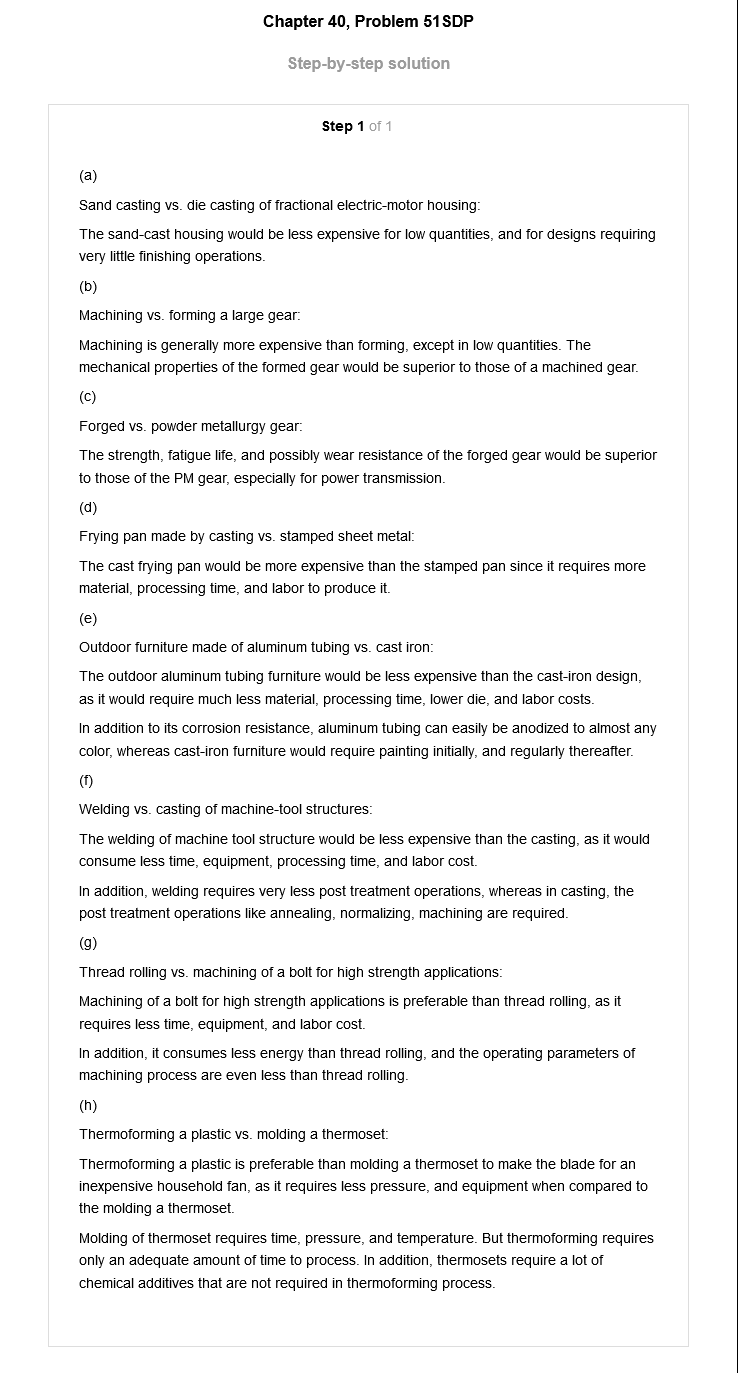 Chapter 40, Problem 51SDP
Step-by-step solution
Step 1 of 1
(a)
Sand casting vs. die casting of fractional electric-motor housing:
The sand-cast housing would be less expensive for low quantities, and for designs requiring
very little finishing operations.
(b)
Machining vs. forming a large gear:
Machining is generally more expensive than forming, except in low quantities. The
mechanical properties of the formed gear would be superior to those of a machined gear.
(c)
Forged vs. powder metallurgy gear:
The strength, fatigue life, and possibly wear resistance of the forged gear would be superior
to those of the PM gear, especially for power transmission.
(d)
Frying pan made by casting vs. stamped sheet metal:
The cast frying pan would be more expensive than the stamped pan since it requires more
material, processing time, and labor to produce it.
(e)
Outdoor furniture made of aluminum tubing vs. cast iron:
The outdoor aluminum tubing furniture would be less expensive than the cast-iron design,
as it would require much less material, processing time, lower die, and labor costs.
In addition to its corrosion resistance, aluminum tubing can easily be anodized to almost any
color, whereas cast-iron furniture would require painting initially, and regularly thereafter.
(f)
Welding vs. casting of machine-tool structures:
The welding of machine tool structure would be less expensive than the casting, as it would
consume less time, equipment, processing time, and labor cost.
In addition, welding requires very less post treatment operations, whereas in casting, the
post treatment operations like annealing, normalizing, machining are required.
(g)
Thread rolling vs. machining of a bolt for high strength applications:
Machining of a bolt for high strength applications is preferable than thread rolling, as it
requires less time, equipment, and labor cost.
In addition, it consumes less energy than thread rolling, and the operating parameters of
machining process are even less than thread rolling.
(h)
Thermoforming a plastic vs. molding a thermoset:
Thermoforming a plastic is preferable than molding a thermoset to make the blade for an
inexpensive household fan, as it requires less pressure, and equipment when compared to
the molding a thermoset.
Molding of thermoset requires time, pressure, and temperature. But thermoforming requires
only an adequate amount of time to process. In addition, thermosets require a lot of
chemical additives that are not required in thermoforming process.